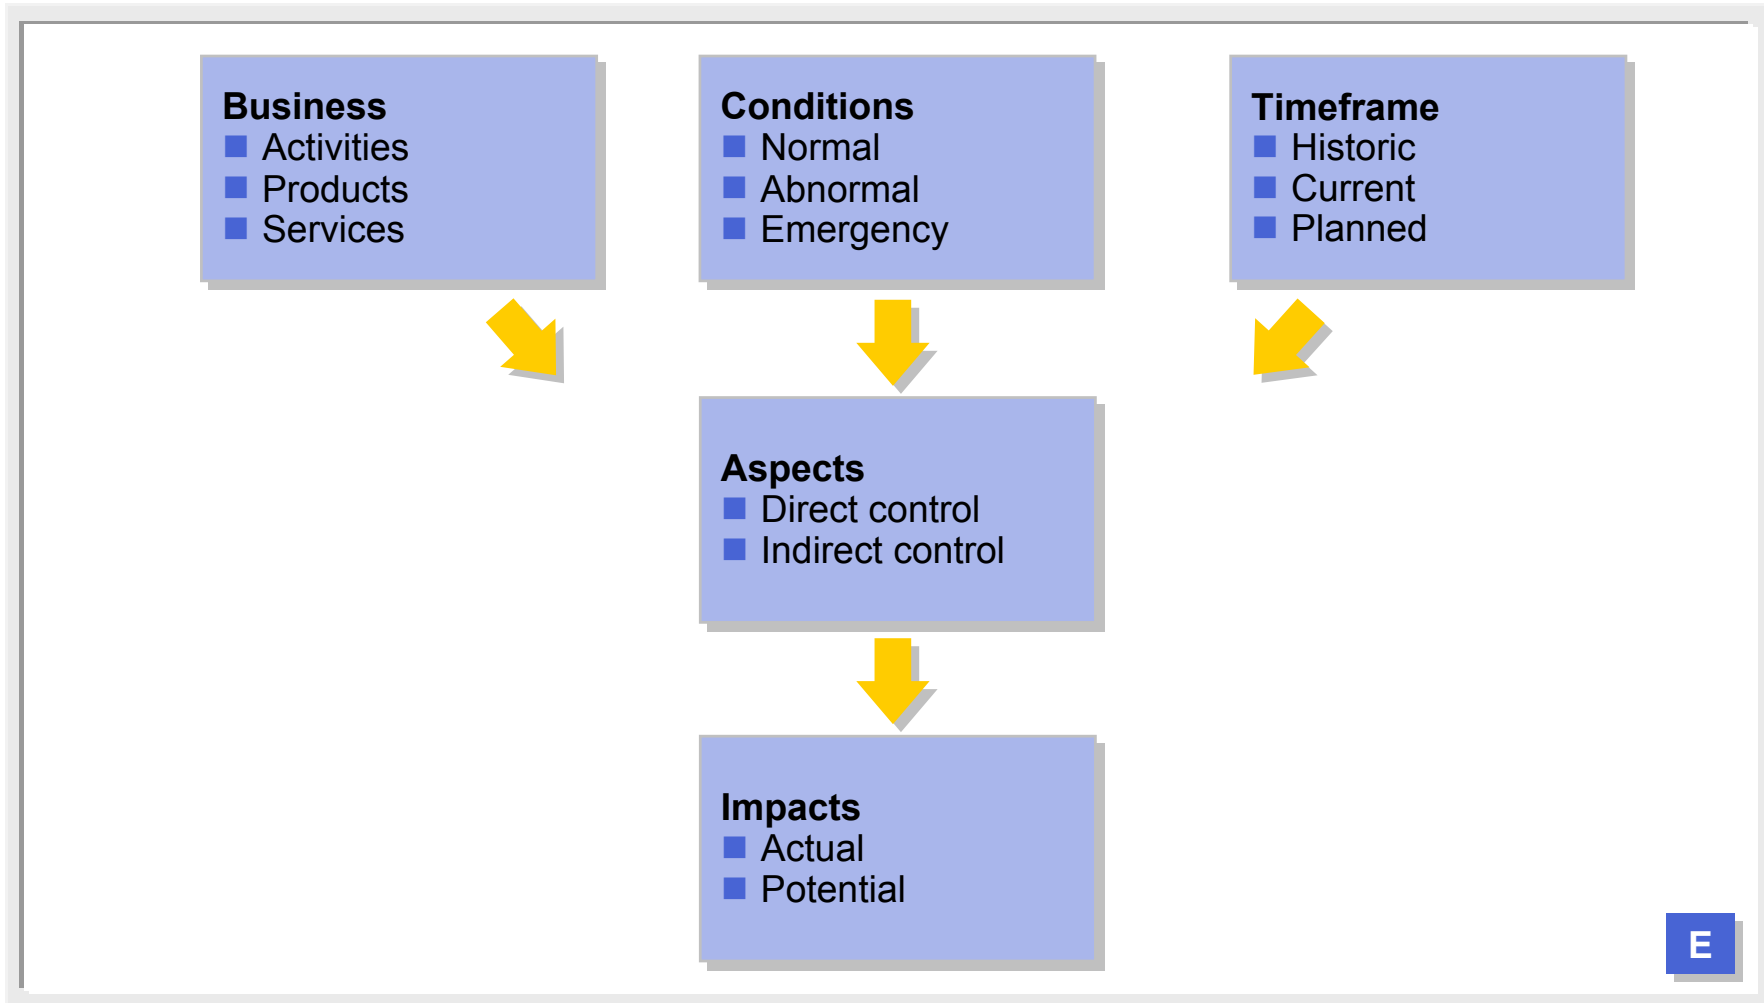 Business
Activities
Products
Services
Conditions
Normal
Abnormal
Emergency
Timeframe
Historic
Current
Planned
Aspects
Direct control
Indirect control
Impacts
Actual
Potential
E